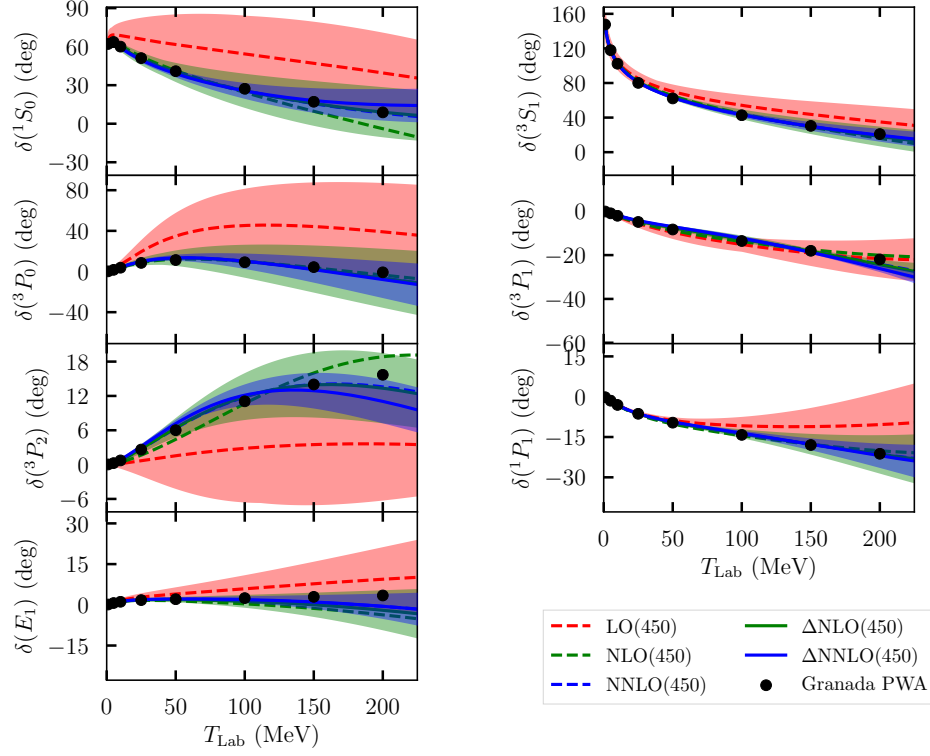 δ(¹S₀) (deg)
90
60
30
0
−30
δ(³P₀) (deg)
80
40
0
−40
δ(³P₂) (deg)
18
12
6
0
−6
δ(E₁) (deg)
30
15
0
−15
0 50 100 150 200
T_Lab (MeV)
δ(³S₁) (deg)
160
120
80
40
0
δ(³P₁) (deg)
0
−20
−40
−60
δ(¹P₁) (deg)
15
0
−15
−30
0 50 100 150 200
T_Lab (MeV)
LO(450)
NLO(450)
NNLO(450)
ΔNLO(450)
ΔNNLO(450)
Granada PWA